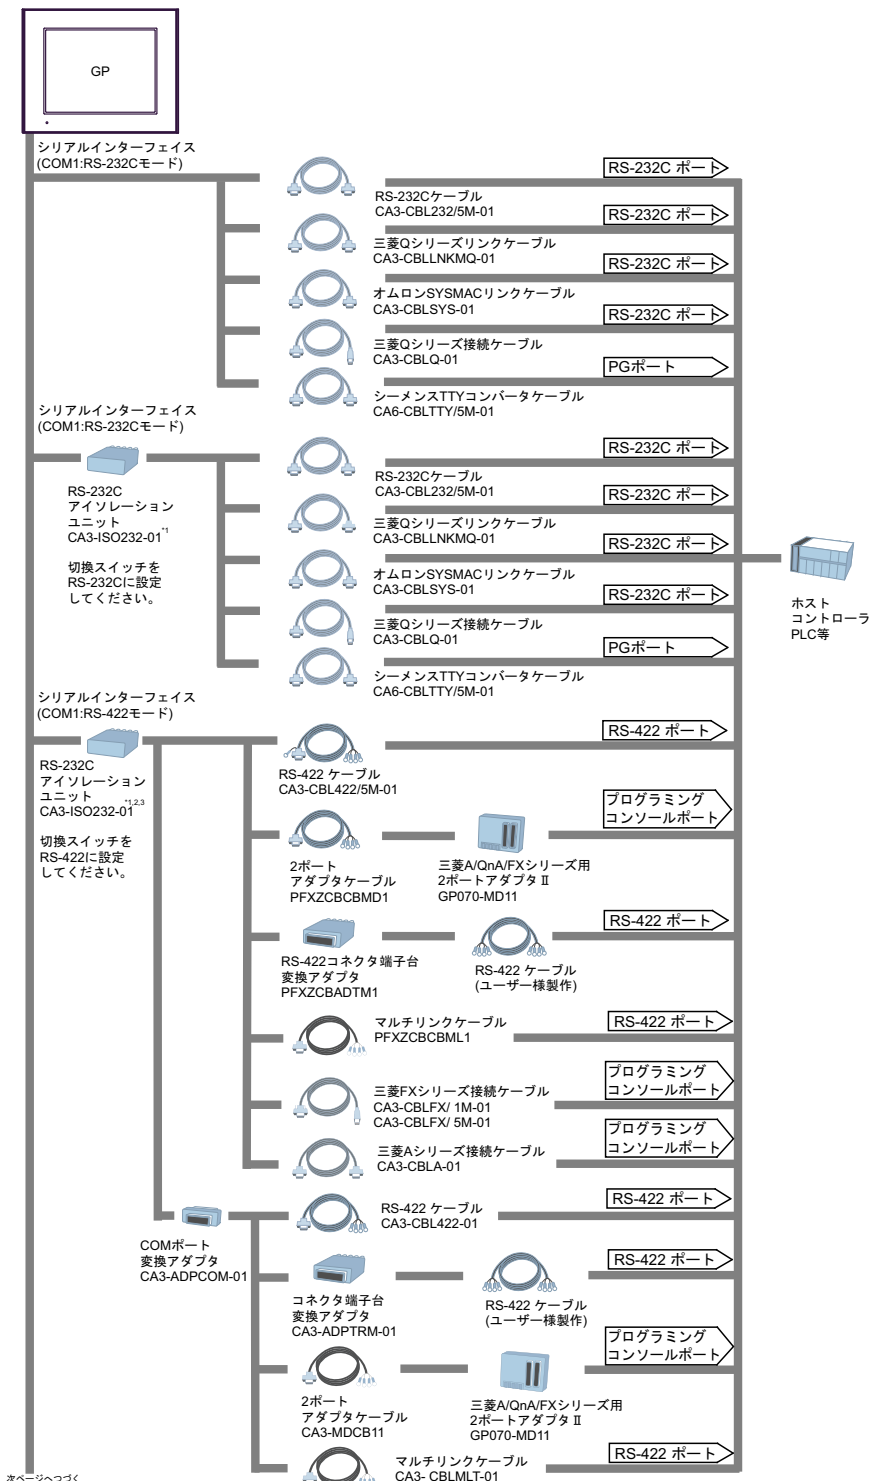 GP
シリアルインターフェイス
(COM1:RS-232Cモード)
RS-232C ポート
RS-232Cケーブル
CA3-CBL232/5M-01
RS-232C ポート
三菱Qシリーズリンクケーブル
CA3-CBLLNKMQ-01
RS-232C ポート
オムロンSYSMACリンクケーブル
CA3-CBLSYS-01
RS-232C ポート
三菱Qシリーズ接続ケーブル
CA3-CBLQ-01
PGポート
シーメンスTTYコンバータケーブル
CA6-CBLTTY/5M-01
シリアルインターフェイス
(COM1:RS-232Cモード)
RS-232C
アイソレーション
ユニット
CA3-ISO232-01*1
切換スイッチを
RS-232Cに設定
してください。
RS-232C ポート
RS-232Cケーブル
CA3-CBL232/5M-01
RS-232C ポート
三菱Qシリーズリンクケーブル
CA3-CBLLNKMQ-01
RS-232C ポート
オムロンSYSMACリンクケーブル
CA3-CBLSYS-01
RS-232C ポート
三菱Qシリーズ接続ケーブル
CA3-CBLQ-01
PGポート
シーメンスTTYコンバータケーブル
CA6-CBLTTY/5M-01
ホスト
コントローラ
PLC等
シリアルインターフェイス
(COM1:RS-422モード)
RS-232C
アイソレーション
ユニット
CA3-ISO232-01*1,2,3
切換スイッチを
RS-422に設定
してください。
RS-422 ポート
RS-422 ケーブル
CA3-CBL422/5M-01
プログラミング
コンソールポート
2ポート
アダプタケーブル
PFXZCBCBMD1
三菱A/QnA/FXシリーズ用
2ポートアダプタⅡ
GP070-MD11
RS-422 ポート
RS-422コネクタ端子台
変換アダプタ
PFXZCBADTM1
RS-422 ケーブル
(ユーザー様製作)
RS-422 ポート
マルチリンクケーブル
PFXZCBCBML1
プログラミング
コンソールポート
三菱FXシリーズ接続ケーブル
CA3-CBLFX/ 1M-01
CA3-CBLFX/ 5M-01
プログラミング
コンソールポート
三菱Aシリーズ接続ケーブル
CA3-CBLA-01
COMポート
変換アダプタ
CA3-ADPCOM-01
RS-422 ポート
RS-422 ケーブル
CA3-CBL422-01
RS-422 ポート
コネクタ端子台
変換アダプタ
CA3-ADPTRM-01
RS-422 ケーブル
(ユーザー様製作)
プログラミング
コンソールポート
2ポート
アダプタケーブル
CA3-MDCB11
三菱A/QnA/FXシリーズ用
2ポートアダプタⅡ
GP070-MD11
RS-422 ポート
マルチリンクケーブル
CA3- CBLMLT-01
次ページへつづく